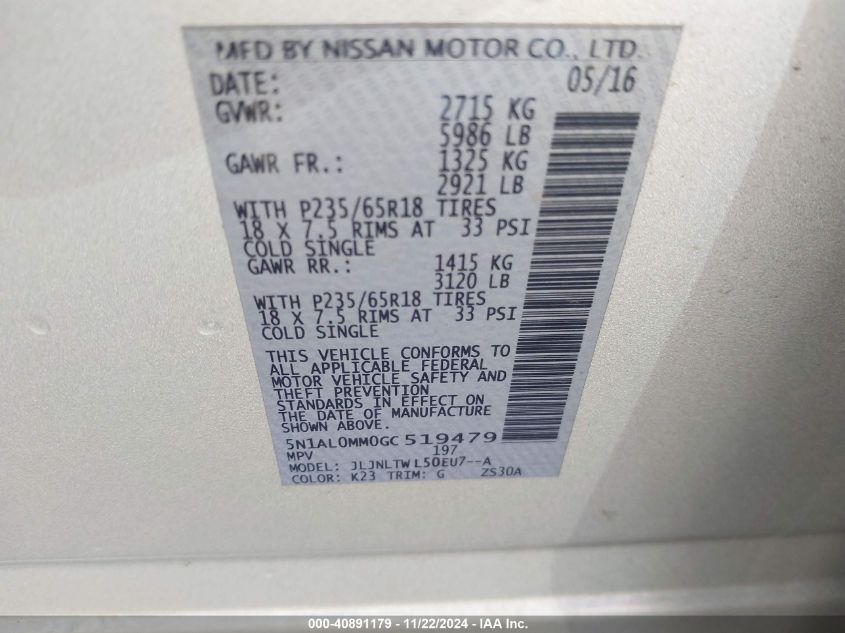 MFD BY NISSAN MOTOR CO., LTD.
DATE: 05/16
GVWR: 2715 KG
5986 LB
GAWR FR.: 1325 KG
2921 LB
WITH P235/65R18 TIRES
18 X 7.5 RIMS AT 33 PSI
COLD SINGLE
GAWR RR.: 1415 KG
3120 LB
WITH P235/65R18 TIRES
18 X 7.5 RIMS AT 33 PSI
COLD SINGLE
THIS VEHICLE CONFORMS TO
ALL APPLICABLE FEDERAL
MOTOR VEHICLE SAFETY AND
THEFT PREVENTION
STANDARDS IN EFFECT ON
THE DATE OF MANUFACTURE
SHOWN ABOVE.
5N1AL0MM0GC519479
MPV 197
MODEL: JLJNLTWL50EU7--A
COLOR: K23 TRIM: G ZS30A
000-40891179 - 11/22/2024 - IAA Inc.